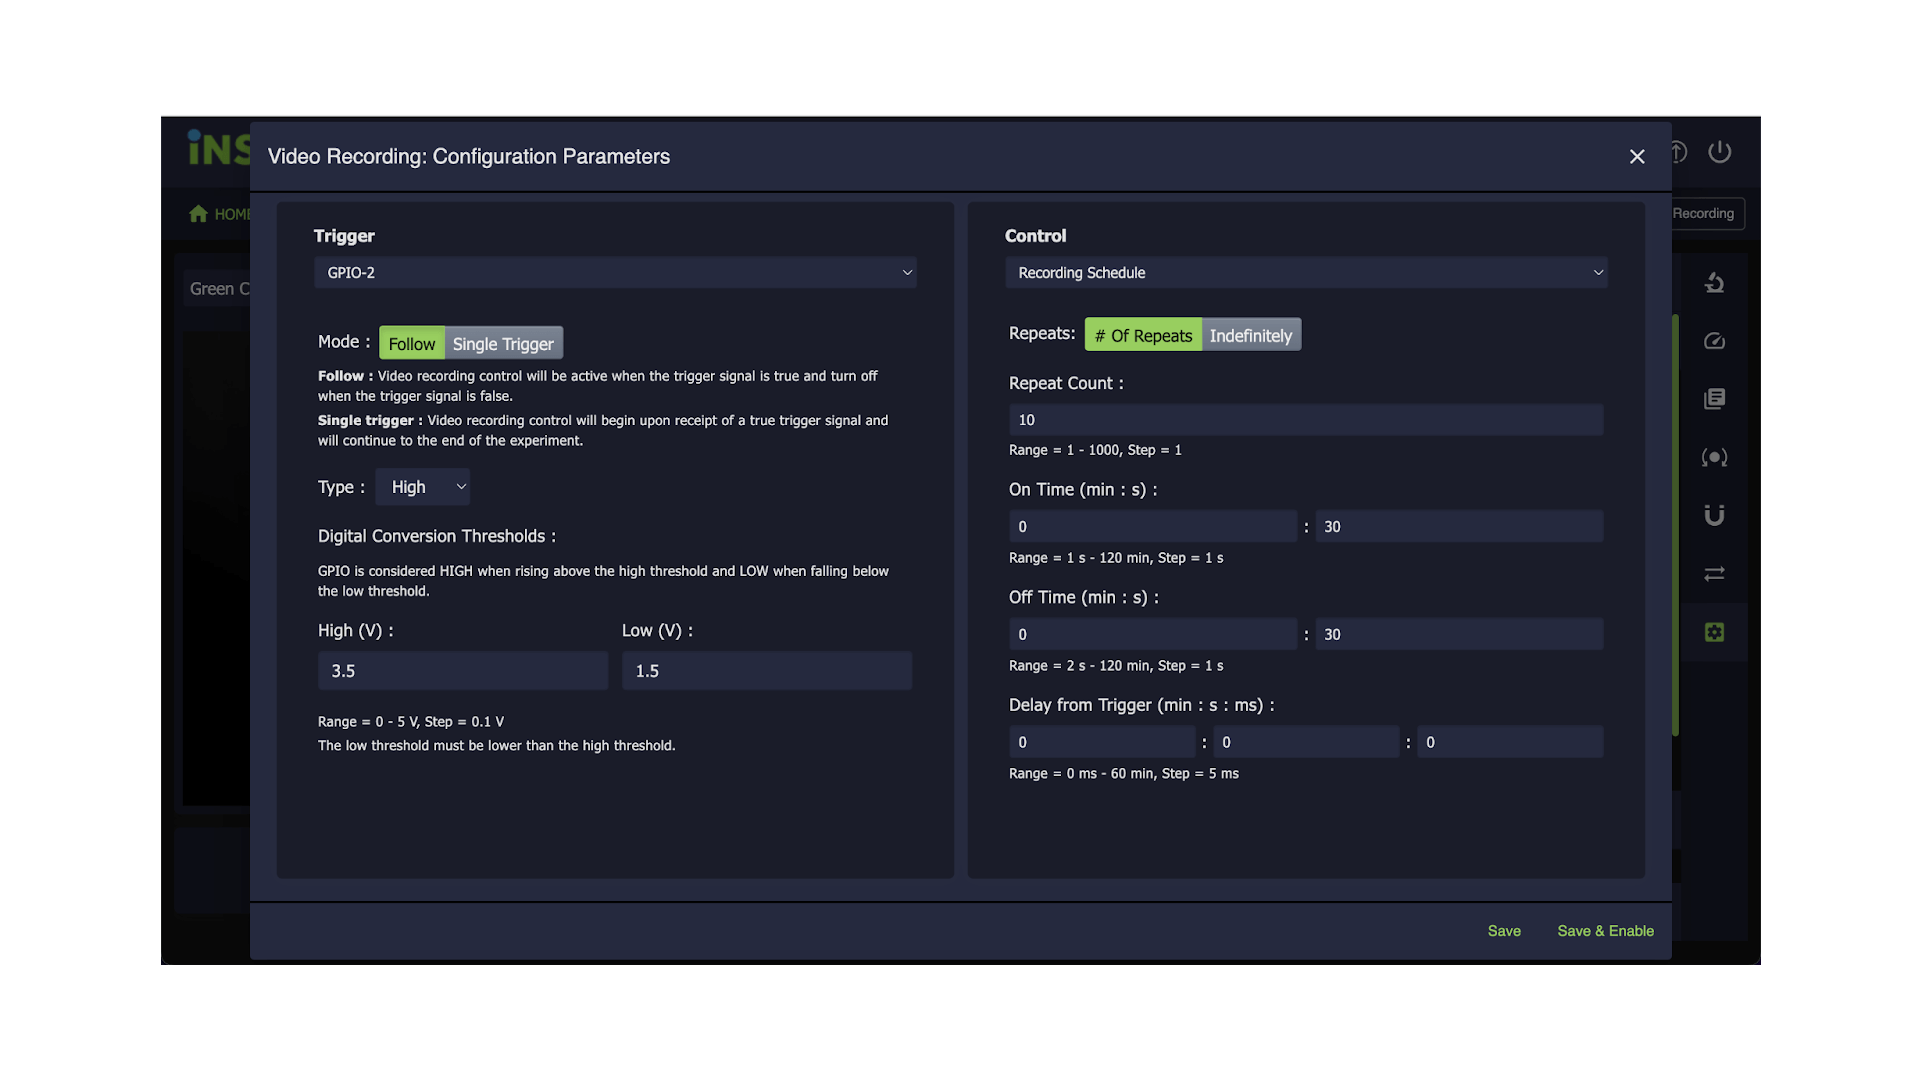 iNS
Video Recording: Configuration Parameters
HOME
Recording
Green C
Trigger
GPIO-2
Mode :
Follow
Single Trigger
Follow : Video recording control will be active when the trigger signal is true and turn off
when the trigger signal is false.
Single trigger : Video recording control will begin upon receipt of a true trigger signal and
will continue to the end of the experiment.
Type :
High
Digital Conversion Thresholds :
GPIO is considered HIGH when rising above the high threshold and LOW when falling below
the low threshold.
High (V) :
Low (V) :
3.5
1.5
Range = 0 - 5 V, Step = 0.1 V
The low threshold must be lower than the high threshold.
Control
Recording Schedule
Repeats:
# Of Repeats
Indefinitely
Repeat Count :
10
Range = 1 - 1000, Step = 1
On Time (min : s) :
0 : 30
Range = 1 s - 120 min, Step = 1 s
Off Time (min : s) :
0 : 30
Range = 2 s - 120 min, Step = 1 s
Delay from Trigger (min : s : ms) :
0 : 0 : 0
Range = 0 ms - 60 min, Step = 5 ms
Save
Save & Enable